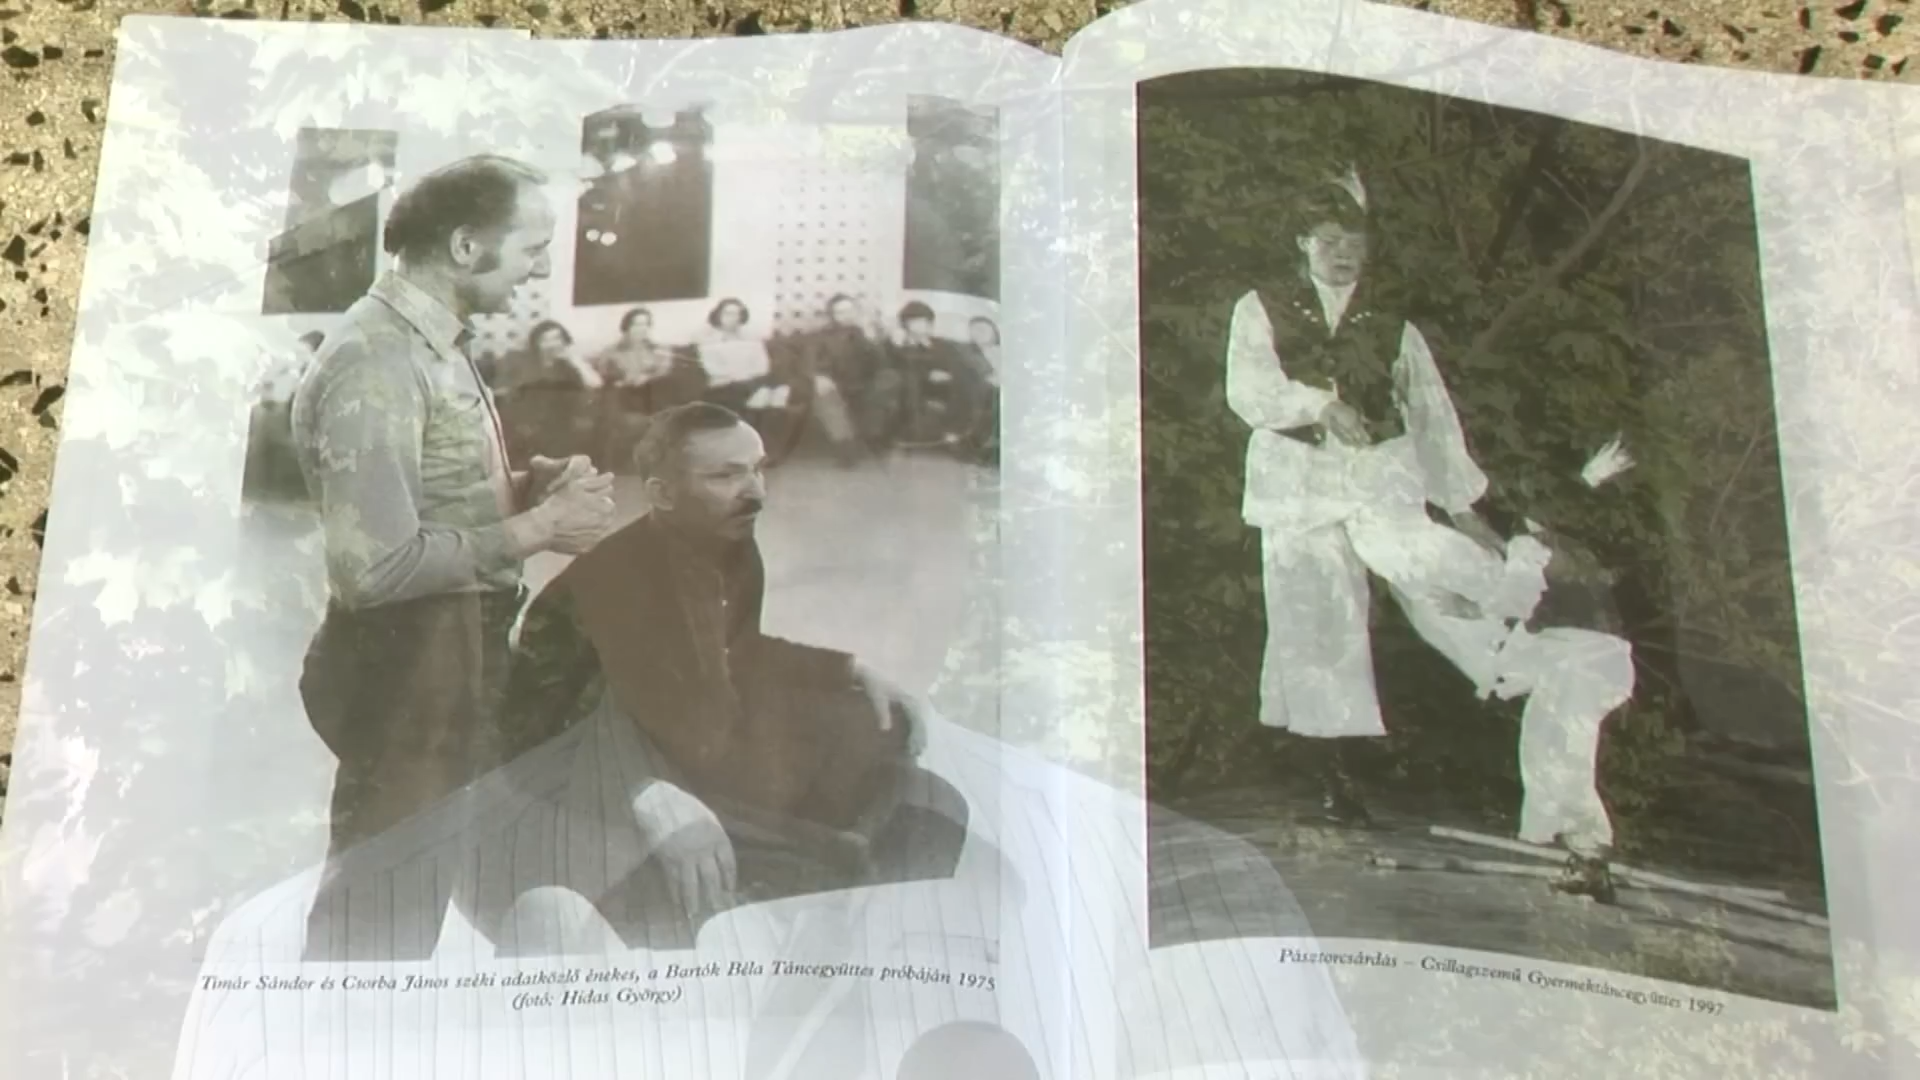 Timár Sándor és Csorba János széki adatközlő énekes, a Bartók Béla Táncegyüttes próbáján 1975
(fotó: Hidas György)
Pásztorcsárdás – Csillagszemű Gyermektáncegyüttes 1997